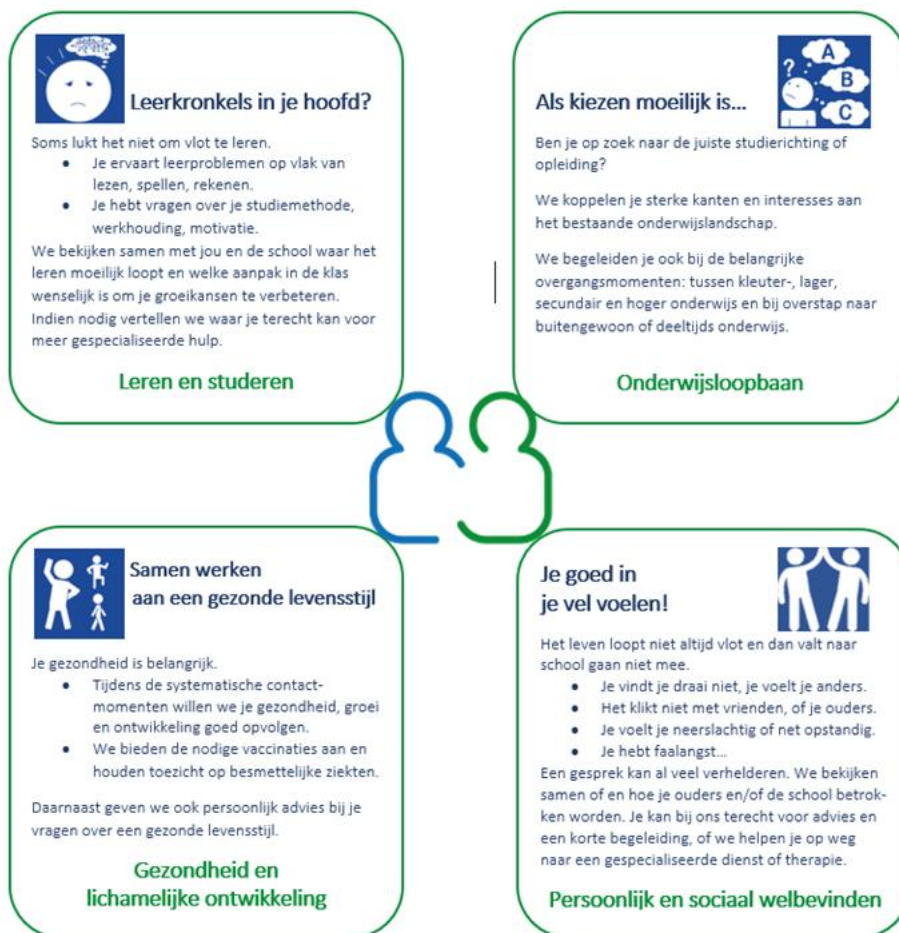 Leerkronkels in je hoofd?
Soms lukt het niet om vlot te leren.
• Je ervaart leerproblemen op vlak van
lezen, spellen, rekenen.
• Je hebt vragen over je studiemethode,
werkhouding, motivatie.
We bekijken samen met jou en de school waar het
leren moeilijk loopt en welke aanpak in de klas
wenselijk is om je groeikansen te verbeteren.
Indien nodig vertellen we waar je terecht kan voor
meer gespecialiseerde hulp.
Leren en studeren
Als kiezen moeilijk is...
?
A
B
C
Ben je op zoek naar de juiste studierichting of
opleiding?
We koppelen je sterke kanten en interesses aan
het bestaande onderwijslandschap.
We begeleiden je ook bij de belangrijke
overgangsmomenten: tussen kleuter-, lager,
secundair en hoger onderwijs en bij overstap naar
buitengewoon of deeltijds onderwijs.
Onderwijsloopbaan
Samen werken
aan een gezonde levensstijl
Je gezondheid is belangrijk.
• Tijdens de systematische contact-
momenten willen we je gezondheid, groei
en ontwikkeling goed opvolgen.
• We bieden de nodige vaccinaties aan en
houden toezicht op besmettelijke ziekten.
Daarnaast geven we ook persoonlijk advies bij je
vragen over een gezonde levensstijl.
Gezondheid en
lichamelijke ontwikkeling
Je goed in
je vel voelen!
Het leven loopt niet altijd vlot en dan valt naar
school gaan niet mee.
• Je vindt je draai niet, je voelt je anders.
• Het klikt niet met vrienden, of je ouders.
• Je voelt je neerslachtig of net opstandig.
• Je hebt faalangst...
Een gesprek kan al veel verhelderen. We bekijken
samen of en hoe je ouders en/of de school betrok-
ken worden. Je kan bij ons terecht voor advies en
een korte begeleiding, of we helpen je op weg
naar een gespecialiseerde dienst of therapie.
Persoonlijk en sociaal welbevinden